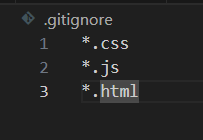 .gitignore
1 *.css
2 *.js
3 *.html